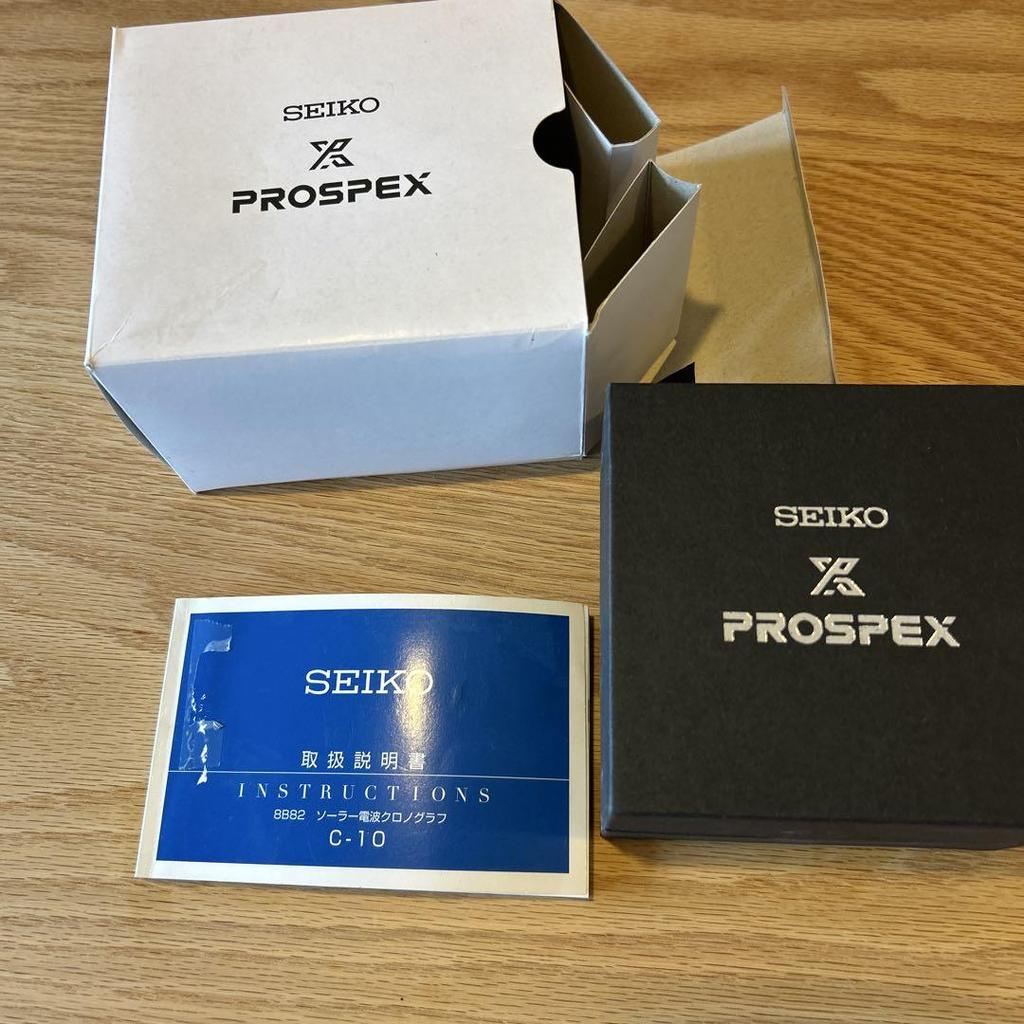 SEIKO
PROSPEX
SEIKO
PROSPEX
SEIKO
取扱説明書
INSTRUCTIONS
8B82 ソーラー電波クロノグラフ
C-10